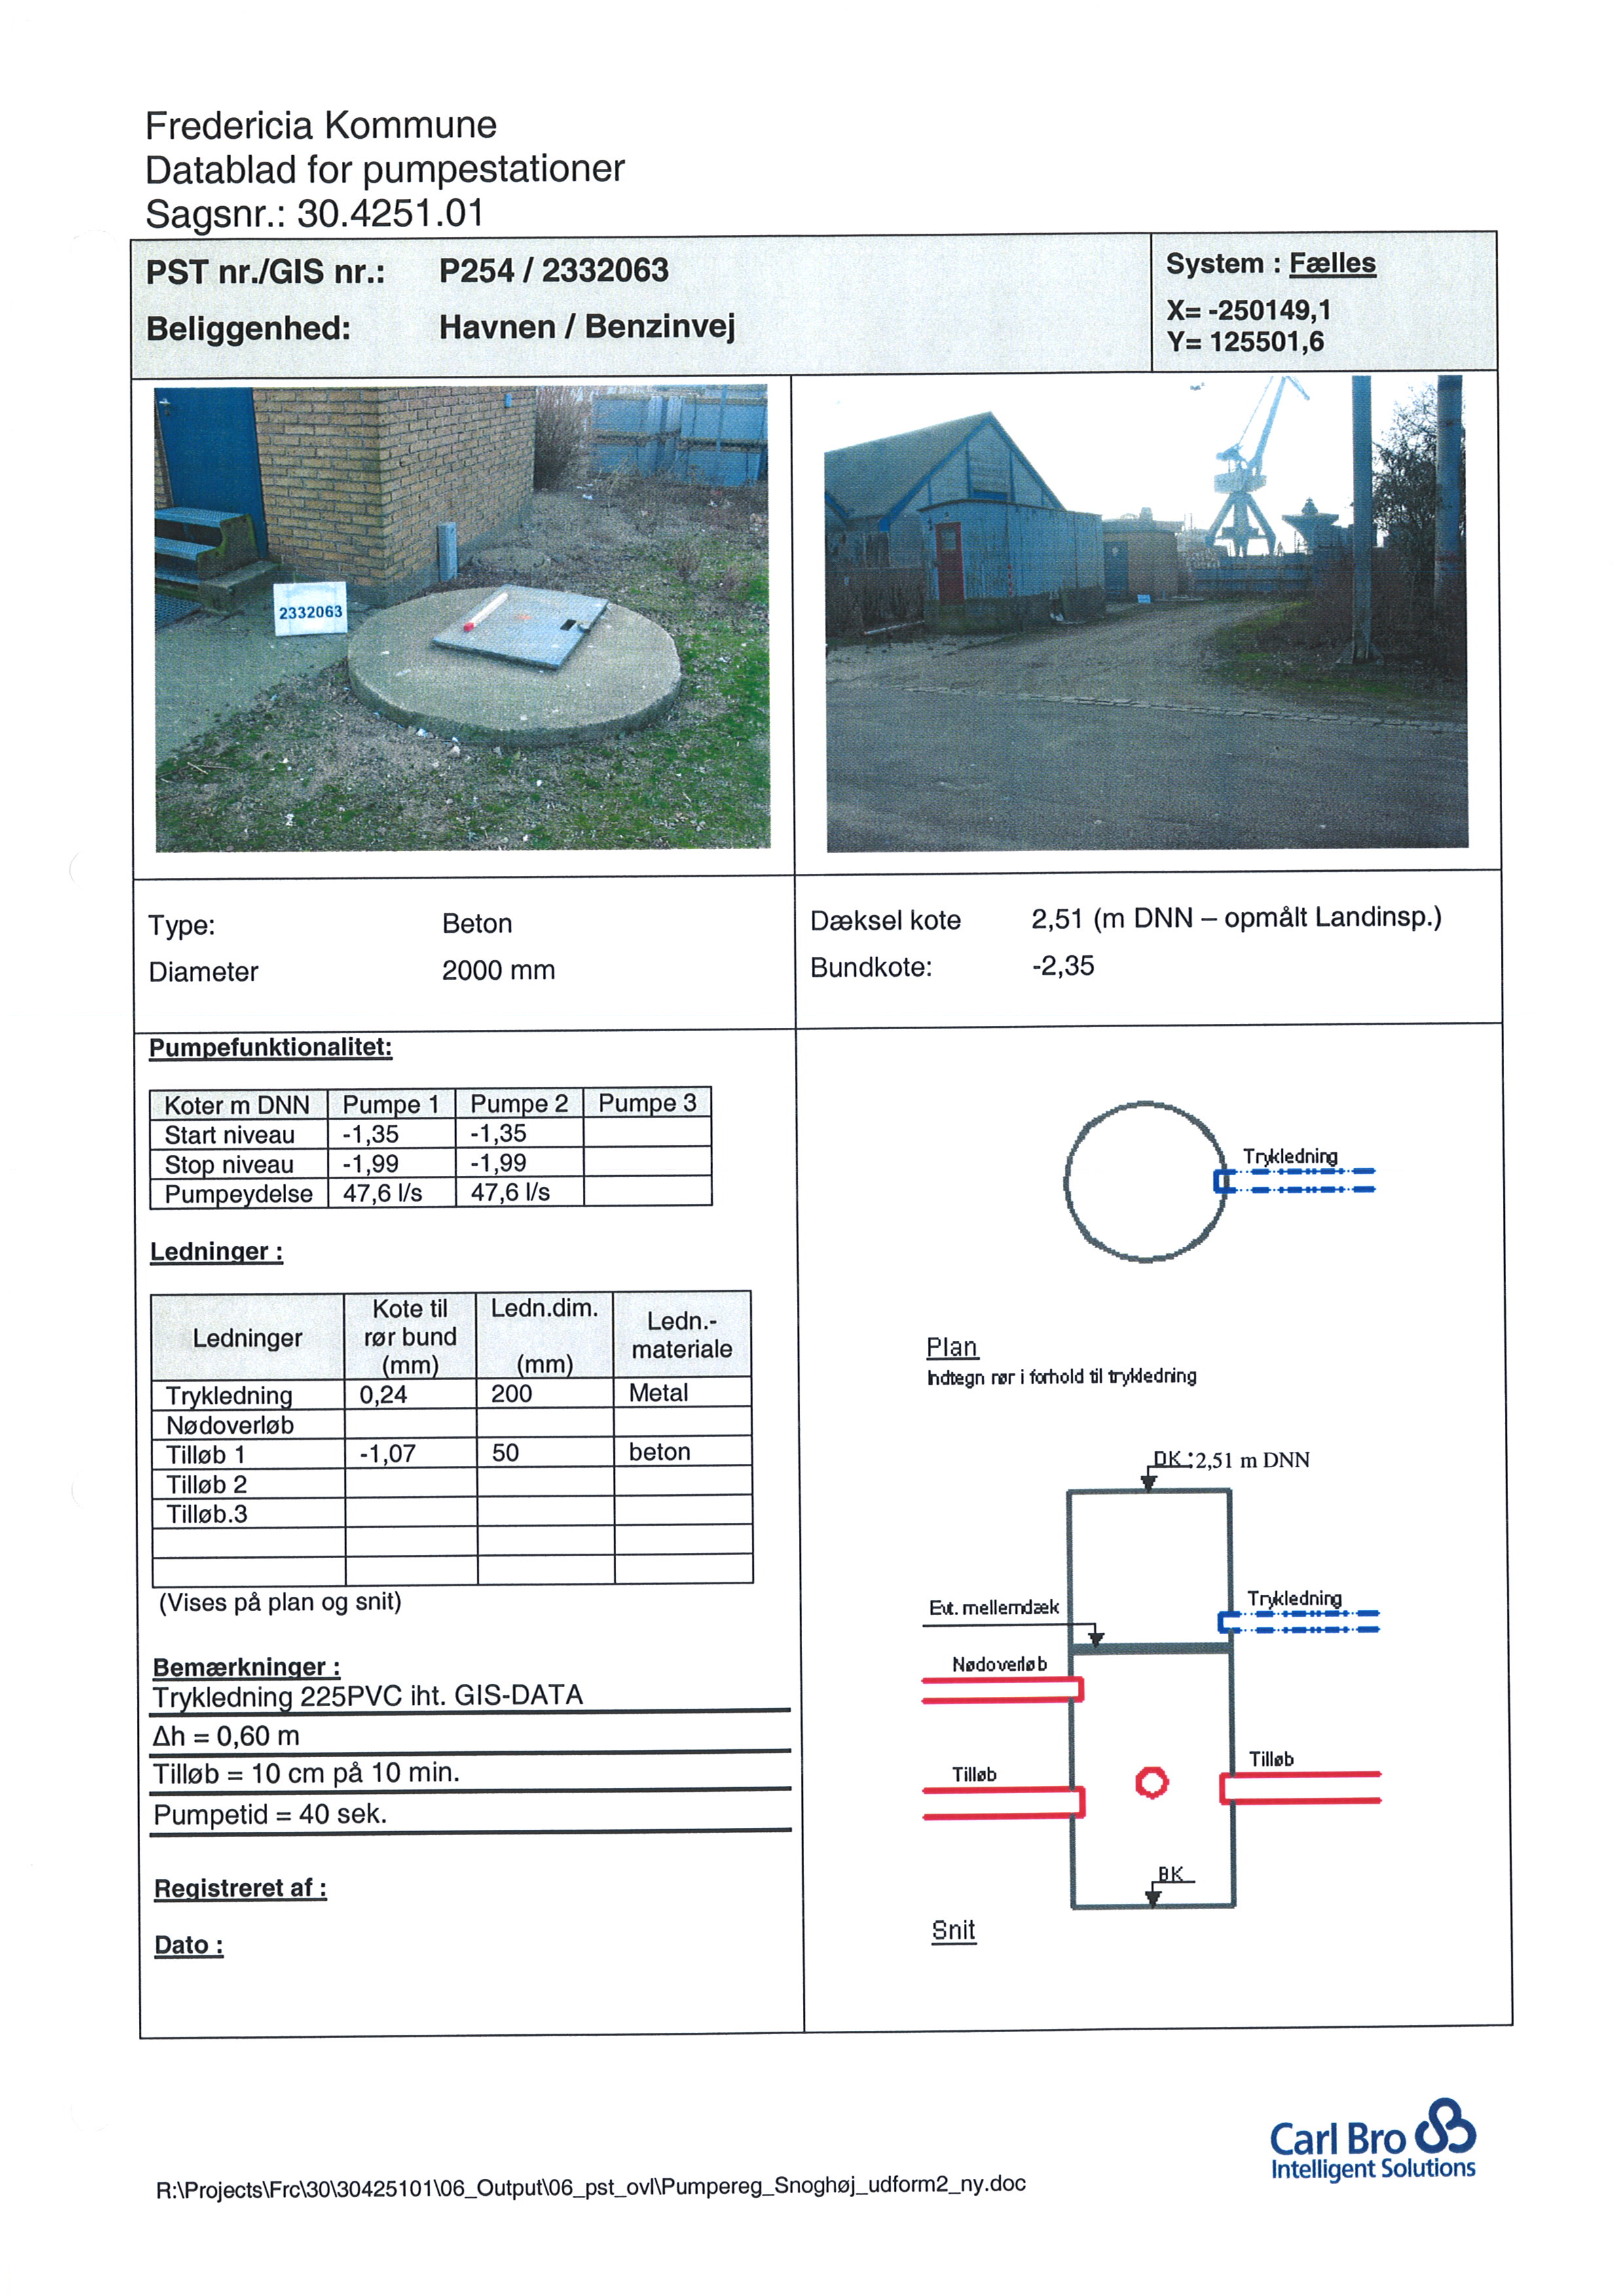 Fredericia Kommune
Datablad for pumpestationer
Sagsnr.: 30.4251.01
PST nr./GIS nr.: P254 / 2332063
Beliggenhed: Havnen / Benzinvej
System : Fælles
X= -250149,1
Y= 125501,6
2332063
Type: Beton
Diameter 2000 mm
Dæksel kote 2,51 (m DNN – opmålt Landinsp.)
Bundkote: -2,35
Pumpefunktionalitet:
Koter m DNN Pumpe 1 Pumpe 2 Pumpe 3
Start niveau -1,35 -1,35
Stop niveau -1,99 -1,99
Pumpeydelse 47,6 l/s 47,6 l/s
Ledninger :
Ledninger Kote til rør bund (mm) Ledn.dim. (mm) Ledn.-materiale
Trykledning 0,24 200 Metal
Nødoverløb
Tilløb 1 -1,07 50 beton
Tilløb 2
Tilløb.3
(Vises på plan og snit)
Bemærkninger :
Trykledning 225PVC iht. GIS-DATA
Δh = 0,60 m
Tilløb = 10 cm på 10 min.
Pumpetid = 40 sek.
Registreret af :
Dato :
Trykledning
Plan
Indtegn rør i forhold til trykledning
DK :2,51 m DNN
Evt. mellemdæk
Trykledning
Nødoverløb
Tilløb
Tilløb
BK
Snit
Carl Bro
Intelligent Solutions
R:\Projects\Frc\30\30425101\06_Output\06_pst_ovl\Pumpereg_Snoghøj_udform2_ny.doc